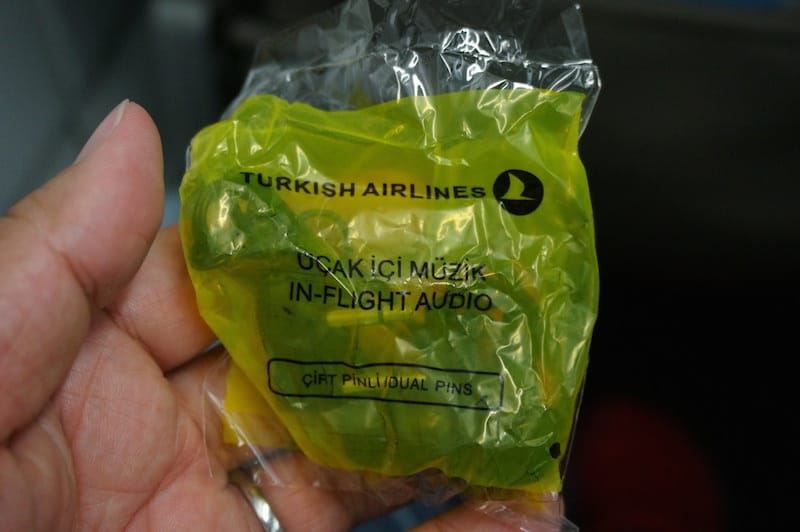 TURKISH AIRLINES
UÇAK İÇİ MÜZİK
IN-FLIGHT AUDIO
ÇİFT PİNLİ/DUAL PINS